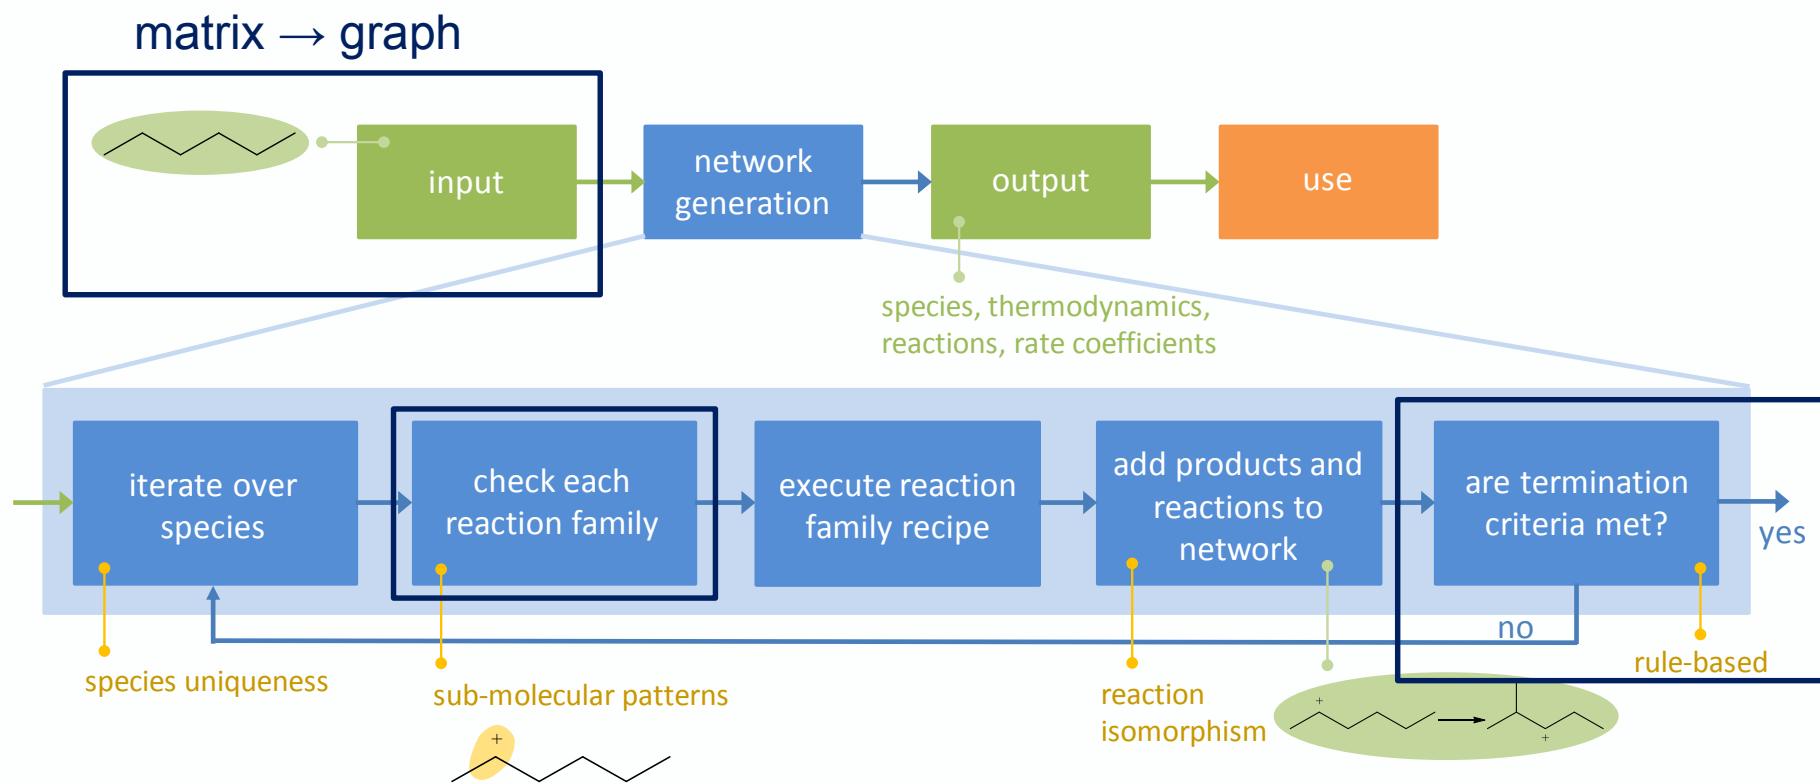 matrix → graph
input
network
generation
output
use
species, thermodynamics,
reactions, rate coefficients
iterate over
species
check each
reaction family
execute reaction
family recipe
add products and
reactions to
network
are termination
criteria met?
yes
no
species uniqueness
sub-molecular patterns
reaction
isomorphism
rule-based
+
+
+